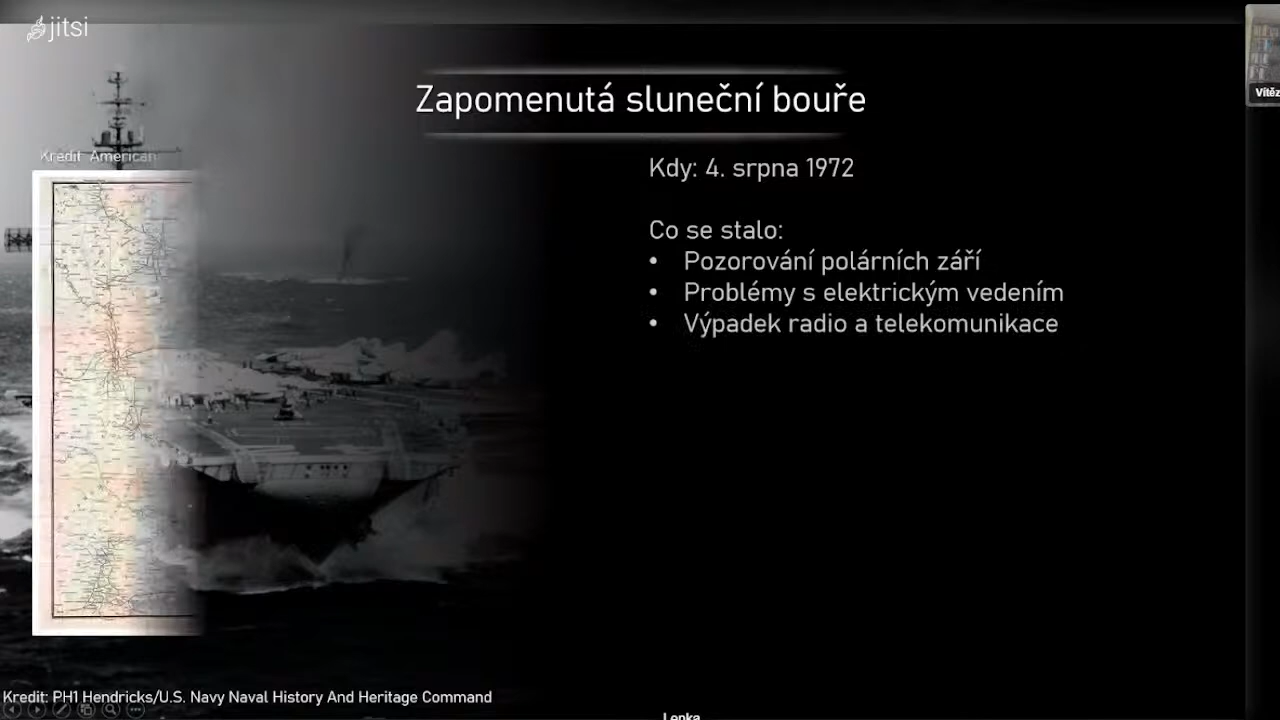 jitsi
Zapomenutá sluneční bouře
Vítěz
Kredit: American
Kdy: 4. srpna 1972
Co se stalo:
• Pozorování polárních září
• Problémy s elektrickým vedením
• Výpadek radio a telekomunikace
Kredit: PH1 Hendricks/U.S. Navy Naval History And Heritage Command
Lenka